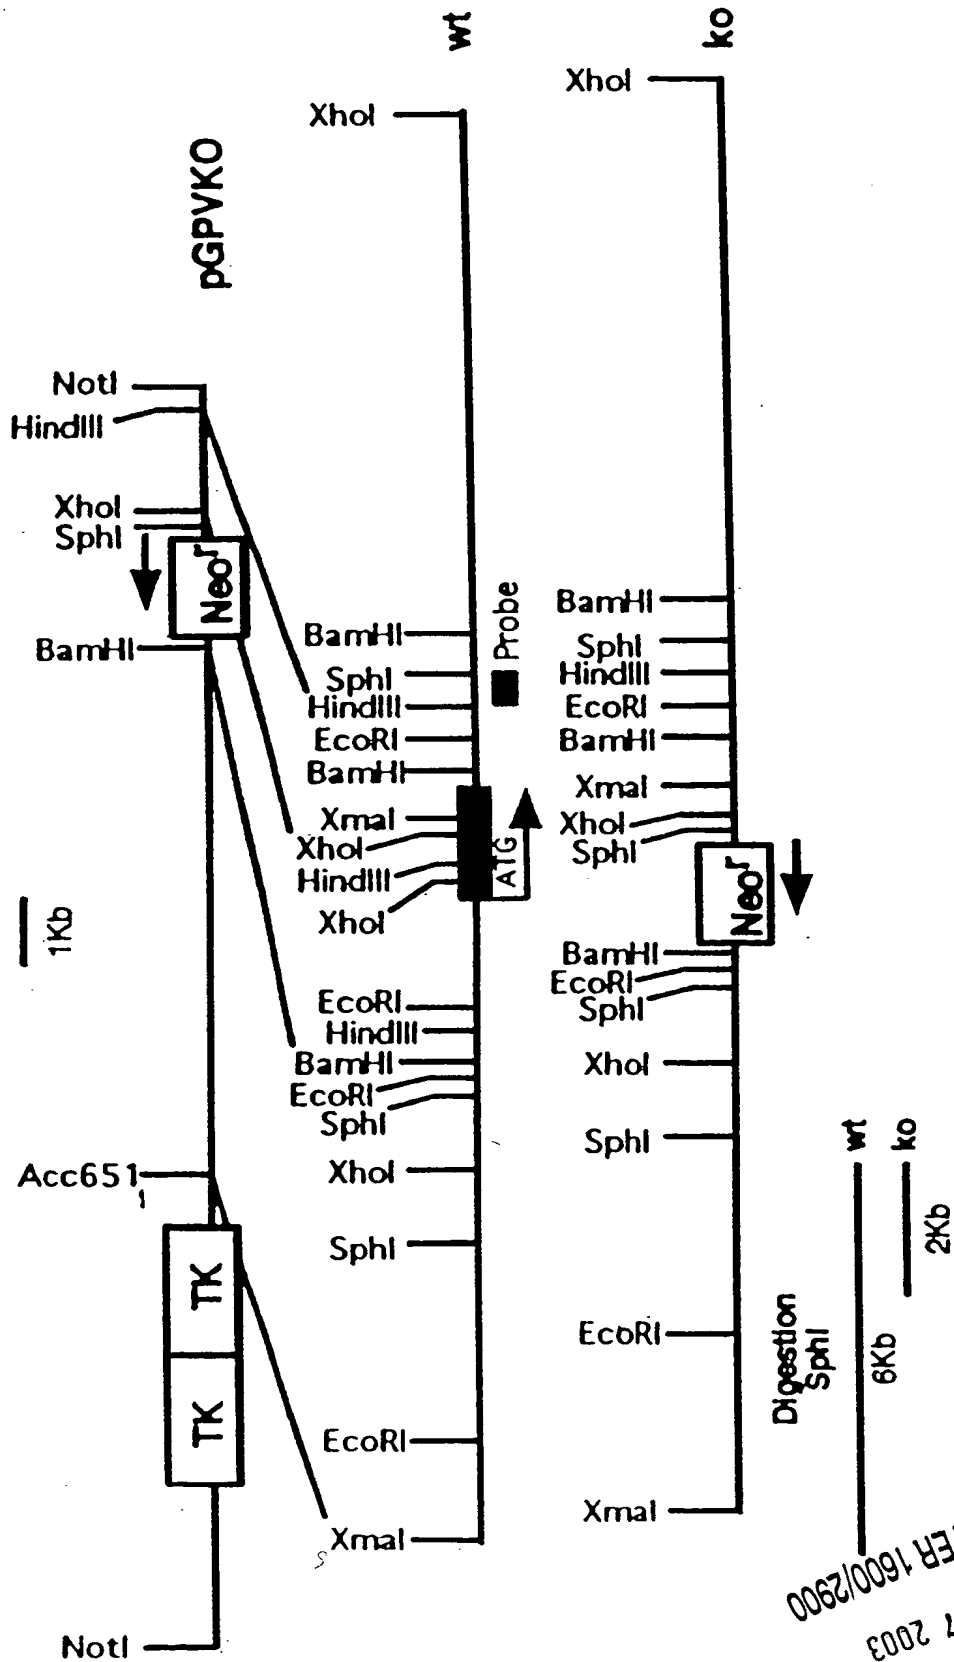 NotI
HindIII
XhoI
SphI
Neo r
BamHI
Acc651
TK
TK
NotI
pGPVKO
1Kb
wt
XhoI
BamHI
SphI
HindIII
EcoRI
BamHI
XmaI
XhoI
HindIII
XhoI
EcoRI
HindIII
BamHI
EcoRI
SphI
XhoI
SphI
EcoRI
XmaI
Probe
ATG
ko
XhoI
BamHI
SphI
HindIII
EcoRI
BamHI
XmaI
XhoI
SphI
Neo r
BamHI
EcoRI
SphI
XhoI
SphI
EcoRI
XmaI
Digestion
SphI
wt
6Kb
ko
2Kb
1600/2900
7 2003